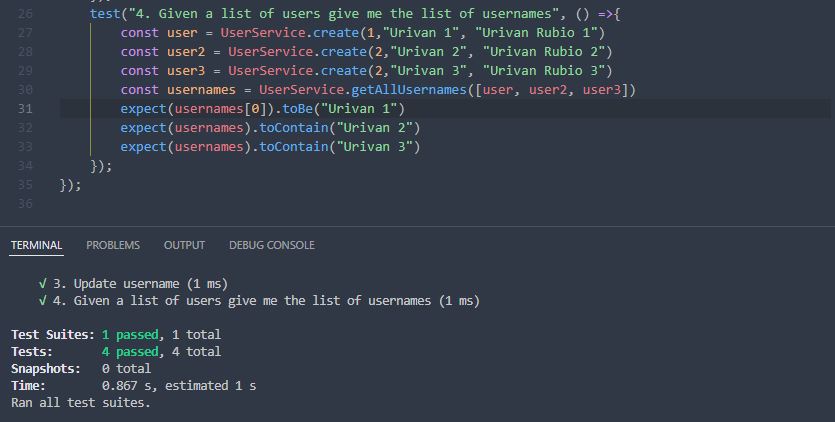 26 test("4. Given a list of users give me the list of usernames", () =>{
27 const user = UserService.create(1,"Urivan 1", "Urivan Rubio 1")
28 const user2 = UserService.create(2,"Urivan 2", "Urivan Rubio 2")
29 const user3 = UserService.create(2,"Urivan 3", "Urivan Rubio 3")
30 const usernames = UserService.getAllUsernames([user, user2, user3])
31 expect(usernames[0]).toBe("Urivan 1")
32 expect(usernames).toContain("Urivan 2")
33 expect(usernames).toContain("Urivan 3")
34 });
35 });
36
TERMINAL PROBLEMS OUTPUT DEBUG CONSOLE
√ 3. Update username (1 ms)
√ 4. Given a list of users give me the list of usernames (1 ms)
Test Suites: 1 passed, 1 total
Tests: 4 passed, 4 total
Snapshots: 0 total
Time: 0.867 s, estimated 1 s
Ran all test suites.